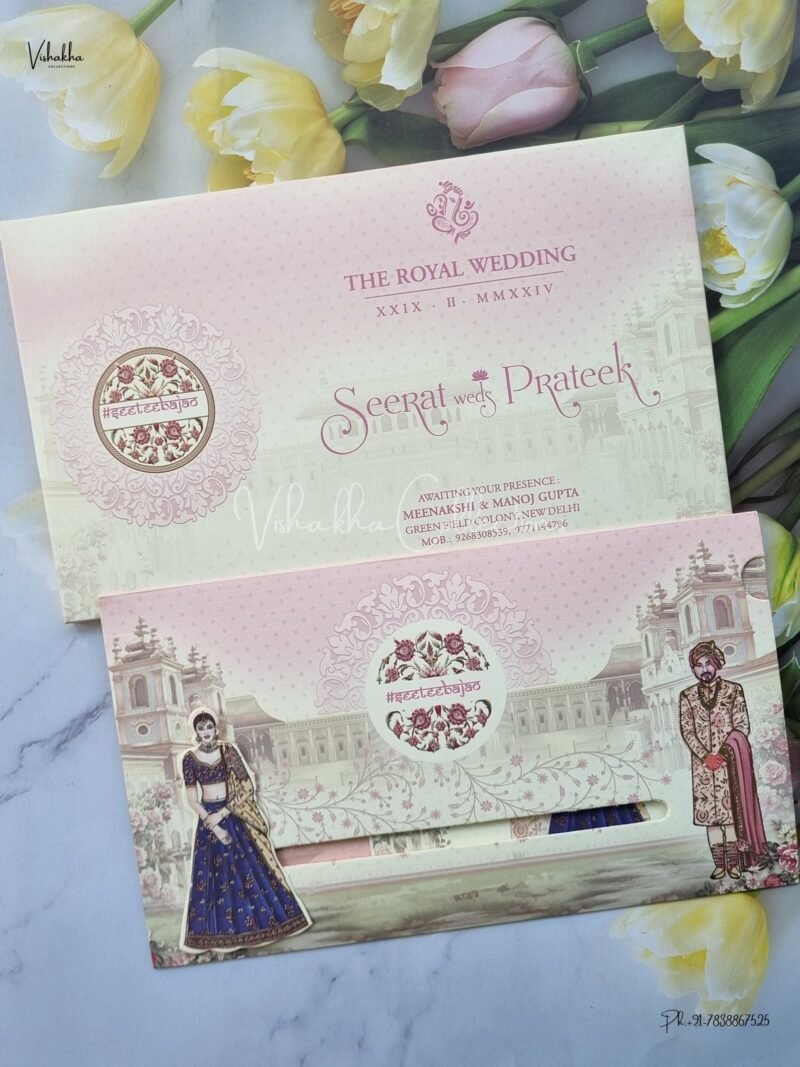 Vishakha
COLLECTIONS
THE ROYAL WEDDING
XXIX . II . MMXXIV
#seeteebajao
Seerat weds Prateek
Vishakha
AWAITING YOUR PRESENCE :
MEENAKSHI & MANOJ GUPTA
GREEN FIELD COLONY, NEW DELHI
MOB.: 9268308539, 9771144786
#seeteebajao
Ph:+91-7838867525